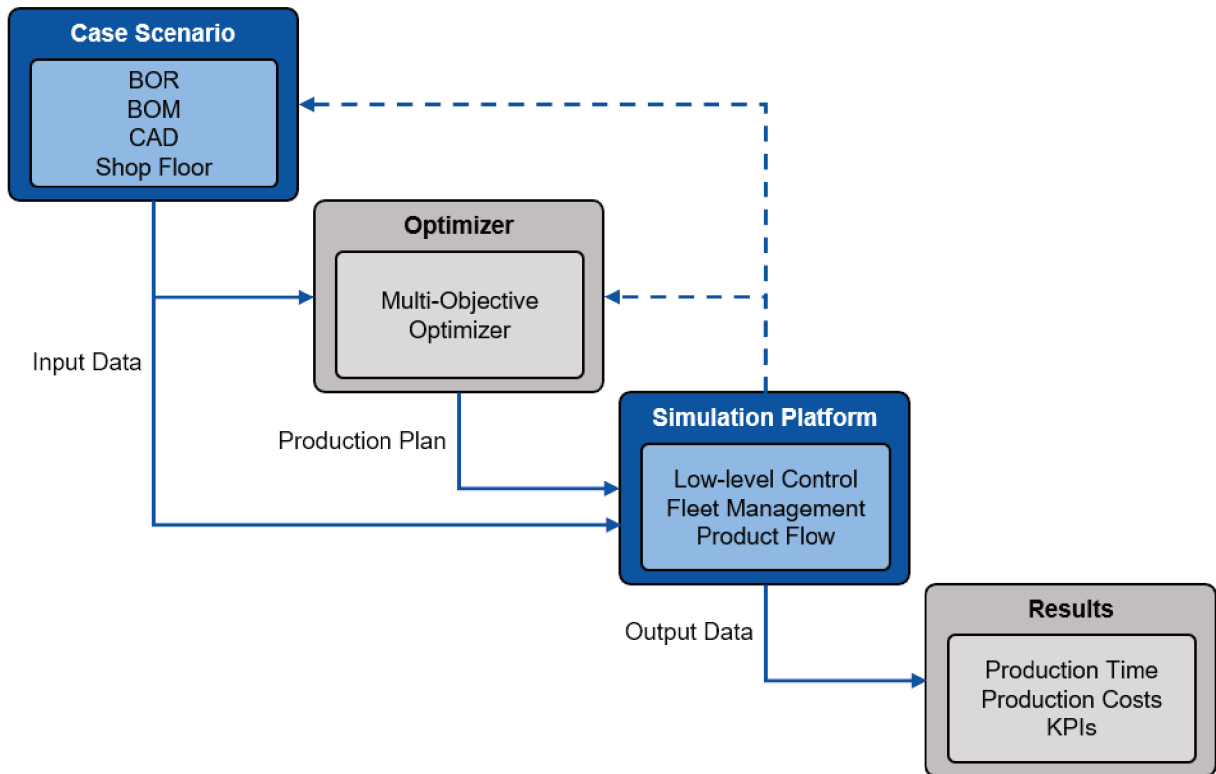 Case Scenario
BOR
BOM
CAD
Shop Floor
Optimizer
Multi-Objective
Optimizer
Input Data
Production Plan
Simulation Platform
Low-level Control
Fleet Management
Product Flow
Output Data
Results
Production Time
Production Costs
KPIs